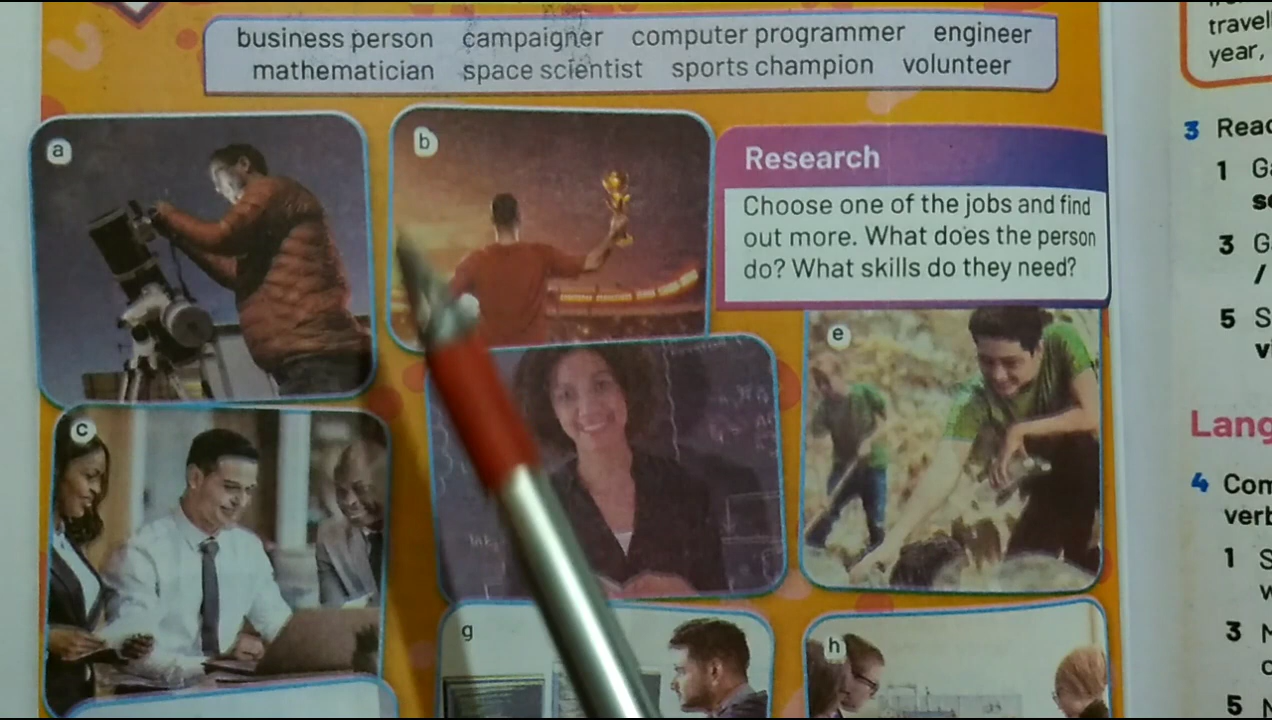 business person campaigner computer programmer engineer
mathematician space scientist sports champion volunteer
a
b
Research
Choose one of the jobs and find
out more. What does the person
do? What skills do they need?
c
e
g
h
travel
year,
3 Read
1 Ga
3 G
/
5 S
Lang
4 Com
verb
1 S
3
5